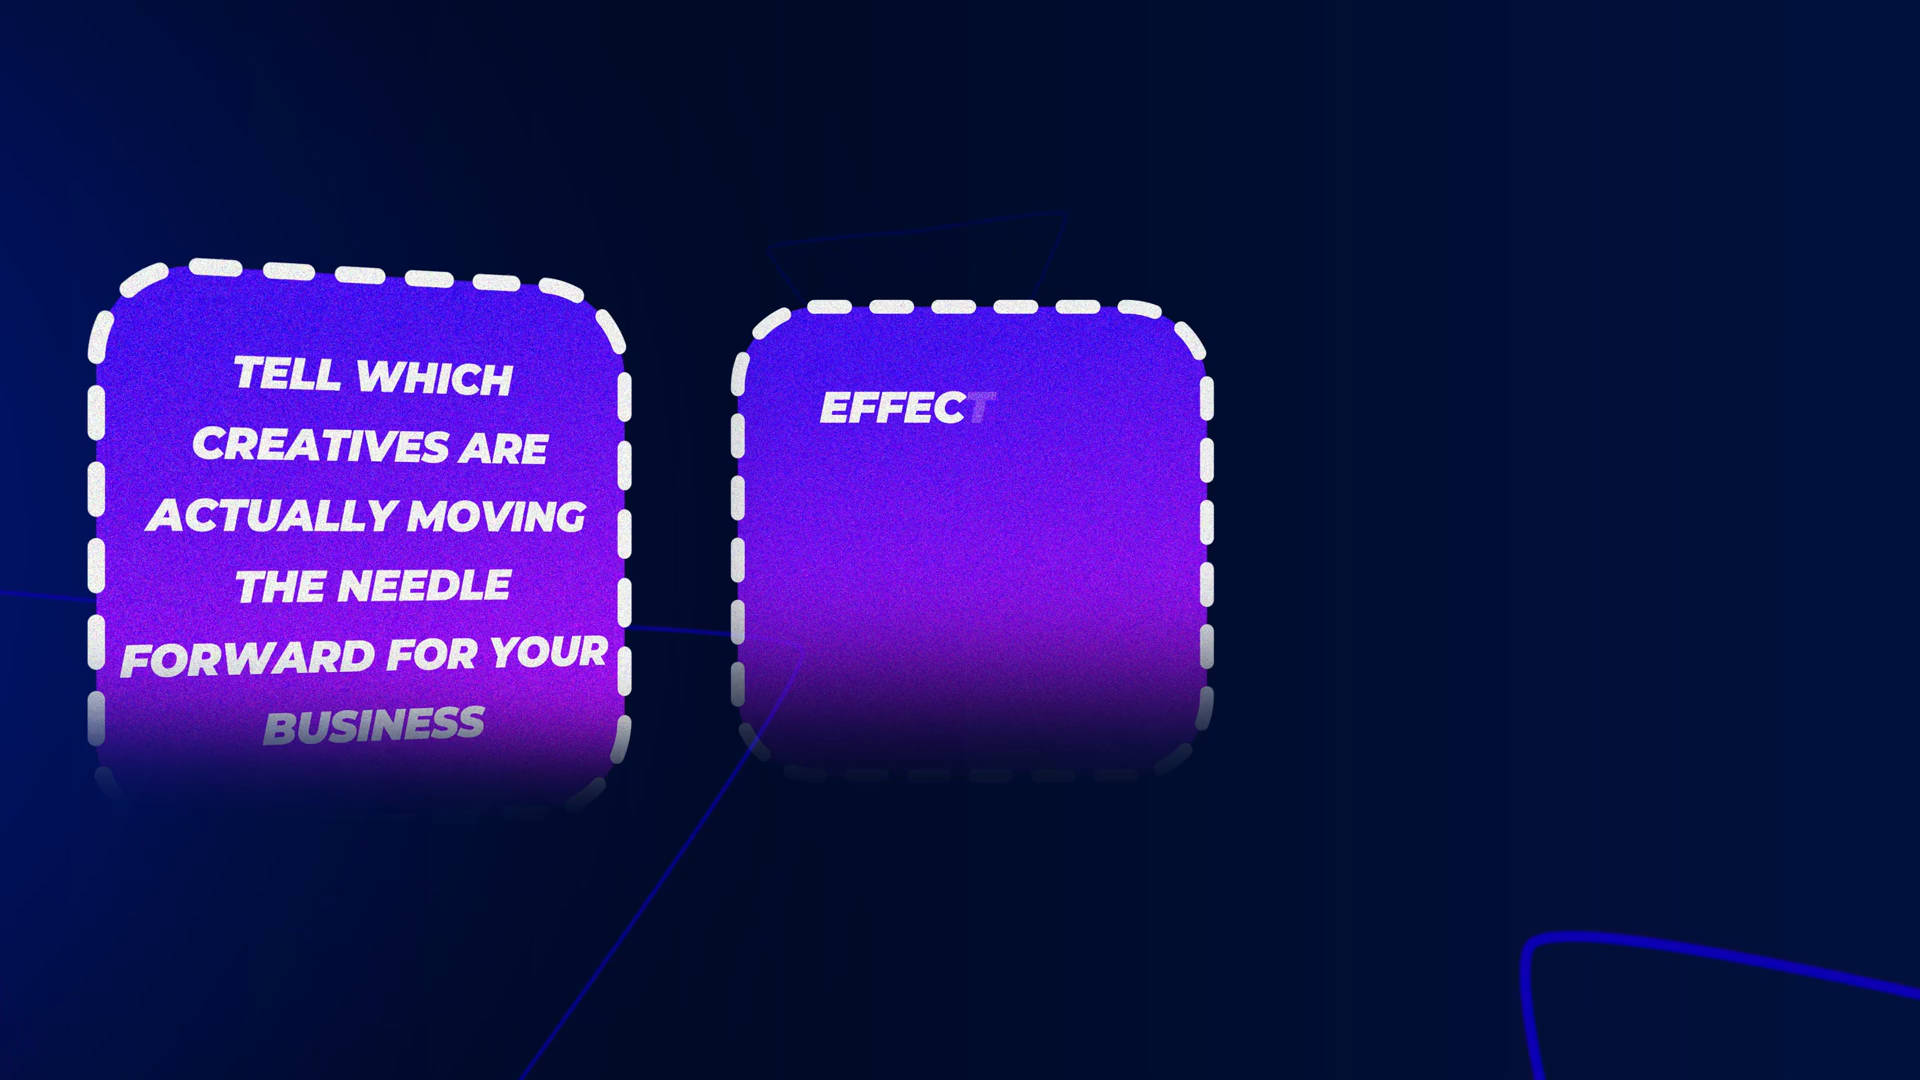 TELL WHICH
CREATIVES ARE
ACTUALLY MOVING
THE NEEDLE
FORWARD FOR YOUR
BUSINESS
EFFECT